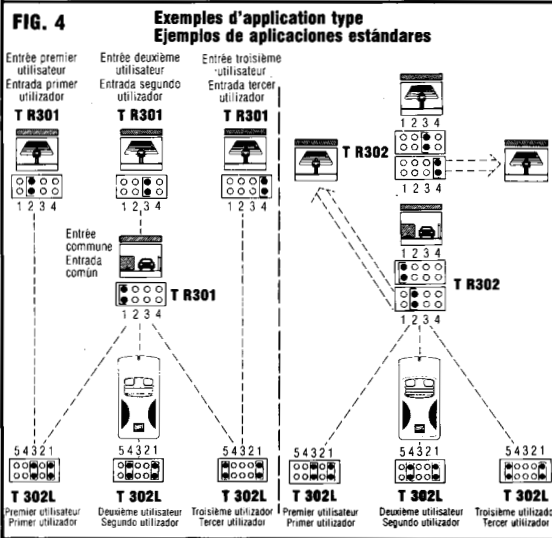 FIG. 4
Exemples d'application type
Ejemplos de aplicaciones estándares
Entrèe premier
utilisateur
Entrada primer
utilizador
T R301
1 2 3 4
Entrée deuxième
utilisateur
Entrada segundo
utilizador
T R301
1 2 3 4
Entrée troisième
utilisateur
Entrada tercer
utilizador
T R301
1 2 3 4
Entrée
commune
Entrada
común
T R301
1 2 3 4
5 4 3 2 1
T 302L
Premier utilisateur
Primer utilizador
5 4 3 2 1
T 302L
Deuxième utilisateur
Segundo utilizador
5 4 3 2 1
T 302L
Troisième utilisateur
Tercer utilizador
1 2 3 4
T R302
1 2 3 4
T R302
1 2 3 4
5 4 3 2 1
T 302L
Premier utilisateur
Primer utilizador
5 4 3 2 1
T 302L
Deuxième utilisateur
Segundo utilizador
5 4 3 2 1
T 302L
Troisième utilisateur
Tercer utilizador